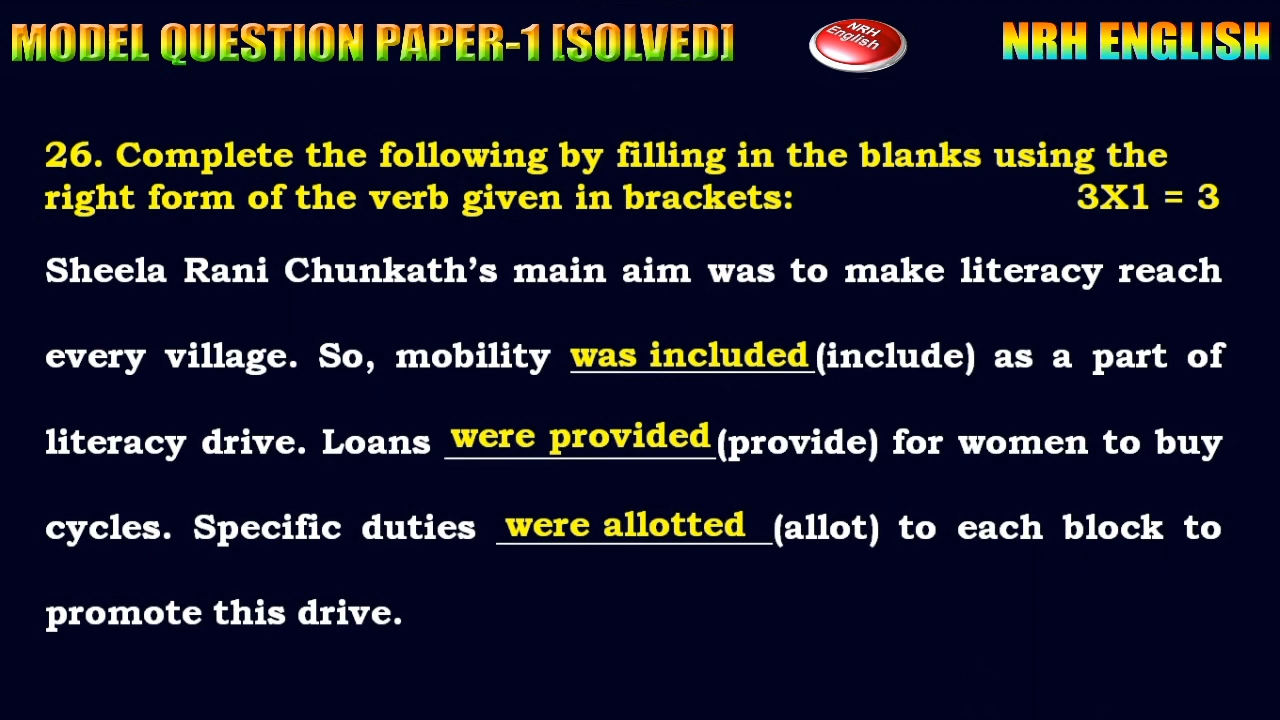 MODEL QUESTION PAPER-1 [SOLVED]
NRH English
NRH ENGLISH
26. Complete the following by filling in the blanks using the
right form of the verb given in brackets: 3X1 = 3
Sheela Rani Chunkath’s main aim was to make literacy reach
every village. So, mobility was included (include) as a part of
literacy drive. Loans were provided (provide) for women to buy
cycles. Specific duties were allotted (allot) to each block to
promote this drive.